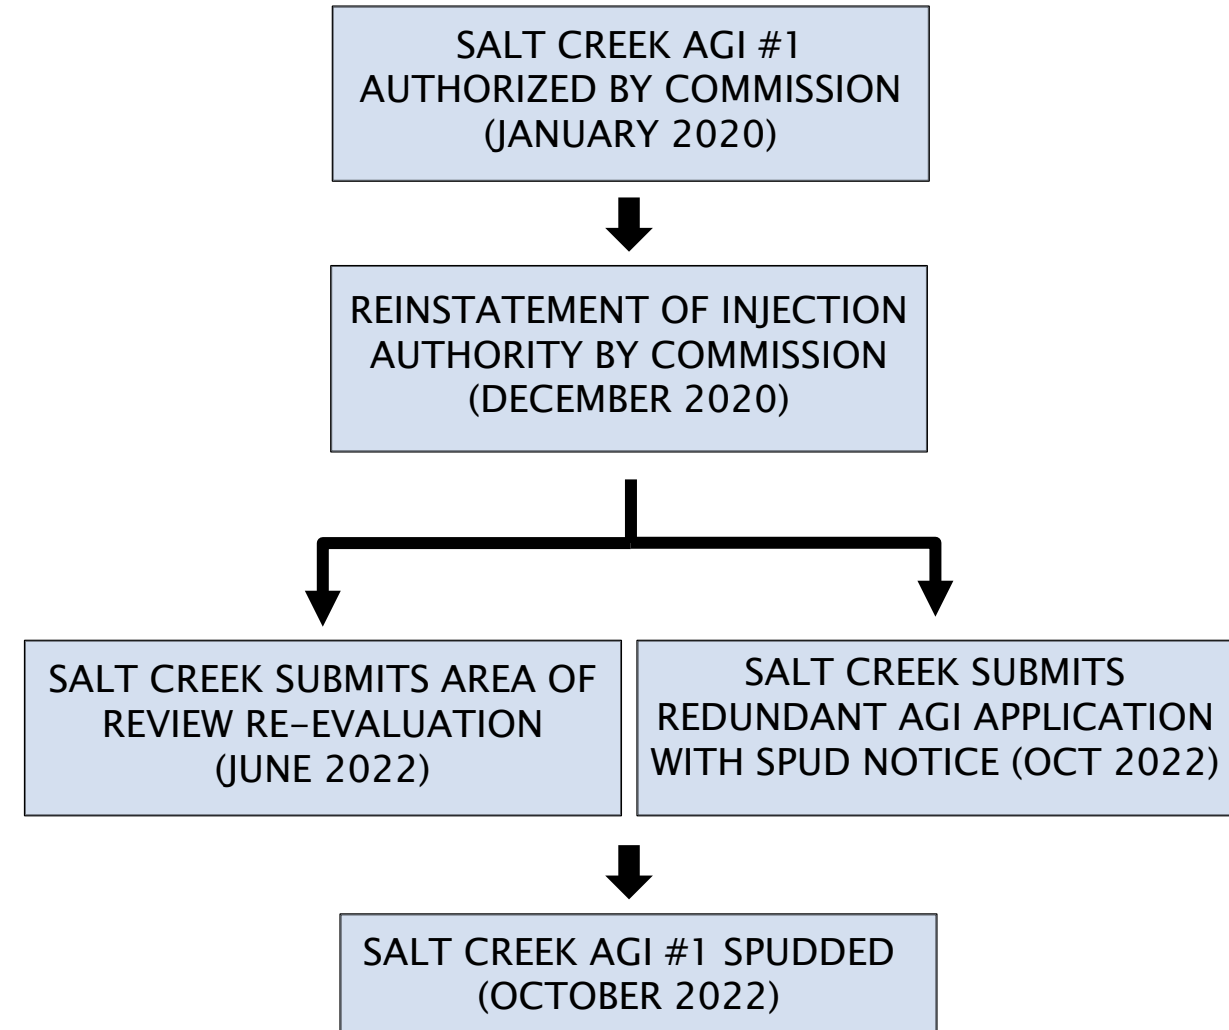 SALT CREEK AGI #1
AUTHORIZED BY COMMISSION
(JANUARY 2020)
REINSTATEMENT OF INJECTION
AUTHORITY BY COMMISSION
(DECEMBER 2020)
SALT CREEK SUBMITS AREA OF
REVIEW RE-EVALUATION
(JUNE 2022)
SALT CREEK SUBMITS
REDUNDANT AGI APPLICATION
WITH SPUD NOTICE (OCT 2022)
SALT CREEK AGI #1 SPUDDED
(OCTOBER 2022)